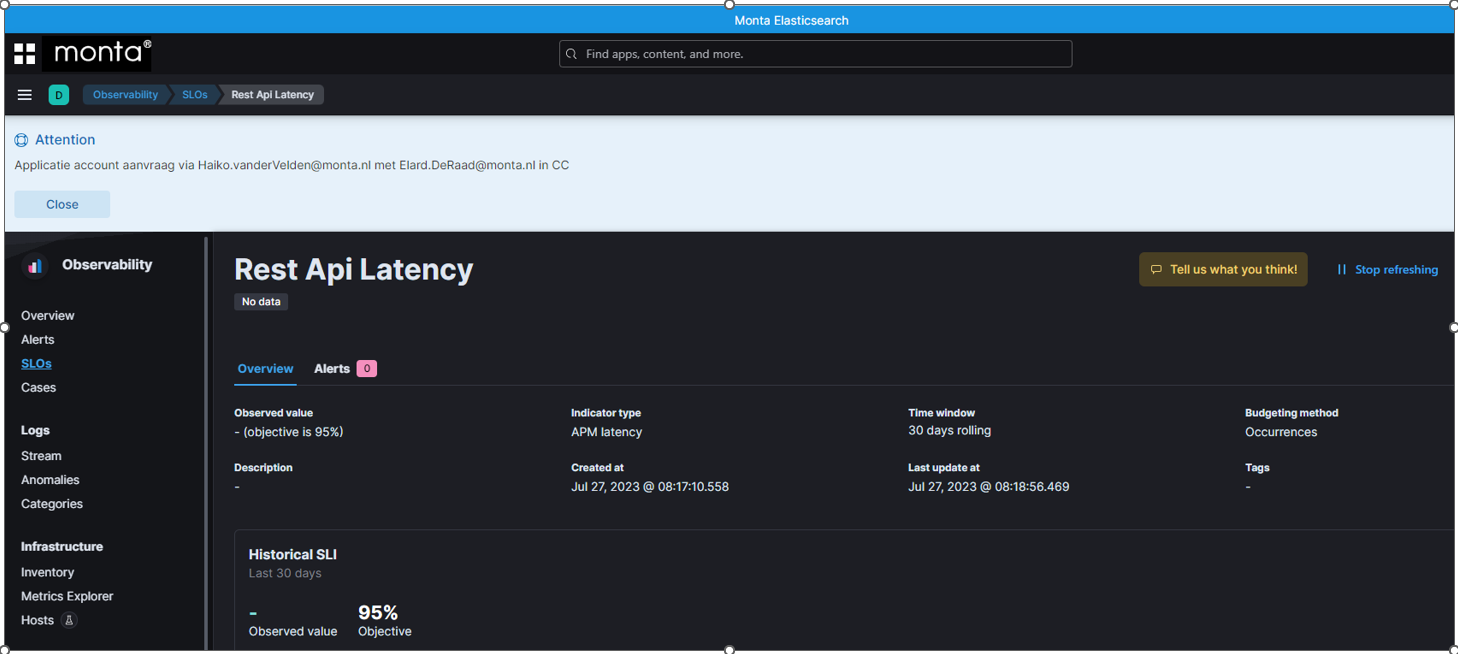 Monta Elasticsearch
monta®
Find apps, content, and more.
D
Observability
SLOs
Rest Api Latency
Attention
Applicatie account aanvraag via Haiko.vanderVelden@monta.nl met Elard.DeRaad@monta.nl in CC
Close
Observability
Overview
Alerts
SLOs
Cases
Logs
Stream
Anomalies
Categories
Infrastructure
Inventory
Metrics Explorer
Hosts
Rest Api Latency
No data
Tell us what you think!
Stop refreshing
Overview
Alerts 0
Observed value
- (objective is 95%)
Indicator type
APM latency
Time window
30 days rolling
Budgeting method
Occurrences
Description
-
Created at
Jul 27, 2023 @ 08:17:10.558
Last update at
Jul 27, 2023 @ 08:18:56.469
Tags
-
Historical SLI
Last 30 days
-
Observed value
95%
Objective